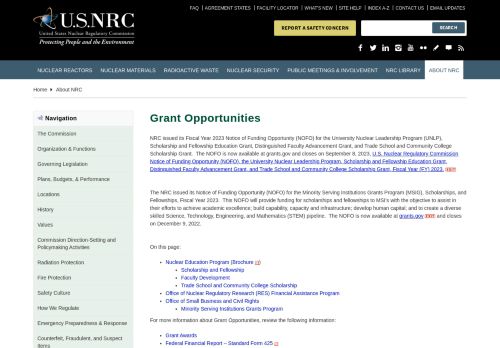 FAQ | AGREEMENT STATES | FACILITY LOCATOR | WHAT'S NEW | SITE HELP | INDEX A-Z | CONTACT US | EMAIL UPDATES
U.S.NRC
United States Nuclear Regulatory Commission
Protecting People and the Environment
REPORT A SAFETY CONCERN
SEARCH
NUCLEAR REACTORS
NUCLEAR MATERIALS
RADIOACTIVE WASTE
NUCLEAR SECURITY
PUBLIC MEETINGS & INVOLVEMENT
NRC LIBRARY
ABOUT NRC
Home
About NRC
Navigation
The Commission
Organization & Functions
Governing Legislation
Plans, Budgets, & Performance
Locations
History
Values
Commission Direction-Setting and
Policymaking Activities
Radiation Protection
Fire Protection
Safety Culture
How We Regulate
Emergency Preparedness & Response
Counterfeit, Fraudulent, and Suspect
Items
Grant Opportunities
NRC issued its Fiscal Year 2023 Notice of Funding Opportunity (NOFO) for the University Nuclear Leadership Program (UNLP),
Scholarship and Fellowship Education Grant, Distinguished Faculty Advancement Grant, and Trade School and Community College
Scholarship Grant. The NOFO is now available at grants.gov and closes on September 8, 2023, U.S. Nuclear Regulatory Commission
Notice of Funding Opportunity (NOFO), the University Nuclear Leadership Program, Scholarship and Fellowship Education Grant,
Distinguished Faculty Advancement Grant, and Trade School and Community College Scholarship Grant, Fiscal Year (FY) 2023.
The NRC issued its Notice of Funding Opportunity (NOFO) for the Minority Serving Institutions Grants Program (MSIG), Scholarships, and
Fellowships, Fiscal Year 2023. This NOFO will provide funding for scholarships and fellowships to MSI's with the objective to assist in
their efforts to achieve academic excellence; build capability, capacity and infrastructure; develop human capital; and to create a diverse
skilled Science, Technology, Engineering, and Mathematics (STEM) pipeline. The NOFO is now available at grants.gov and closes
on December 9, 2022.
On this page:
Nuclear Education Program (Brochure )
Scholarship and Fellowship
Faculty Development
Trade School and Community College Scholarship
Office of Nuclear Regulatory Research (RES) Financial Assistance Program
Office of Small Business and Civil Rights
Minority Serving Institutions Grants Program
For more information about Grant Opportunities, review the following information:
Grant Awards
Federal Financial Report – Standard Form 425